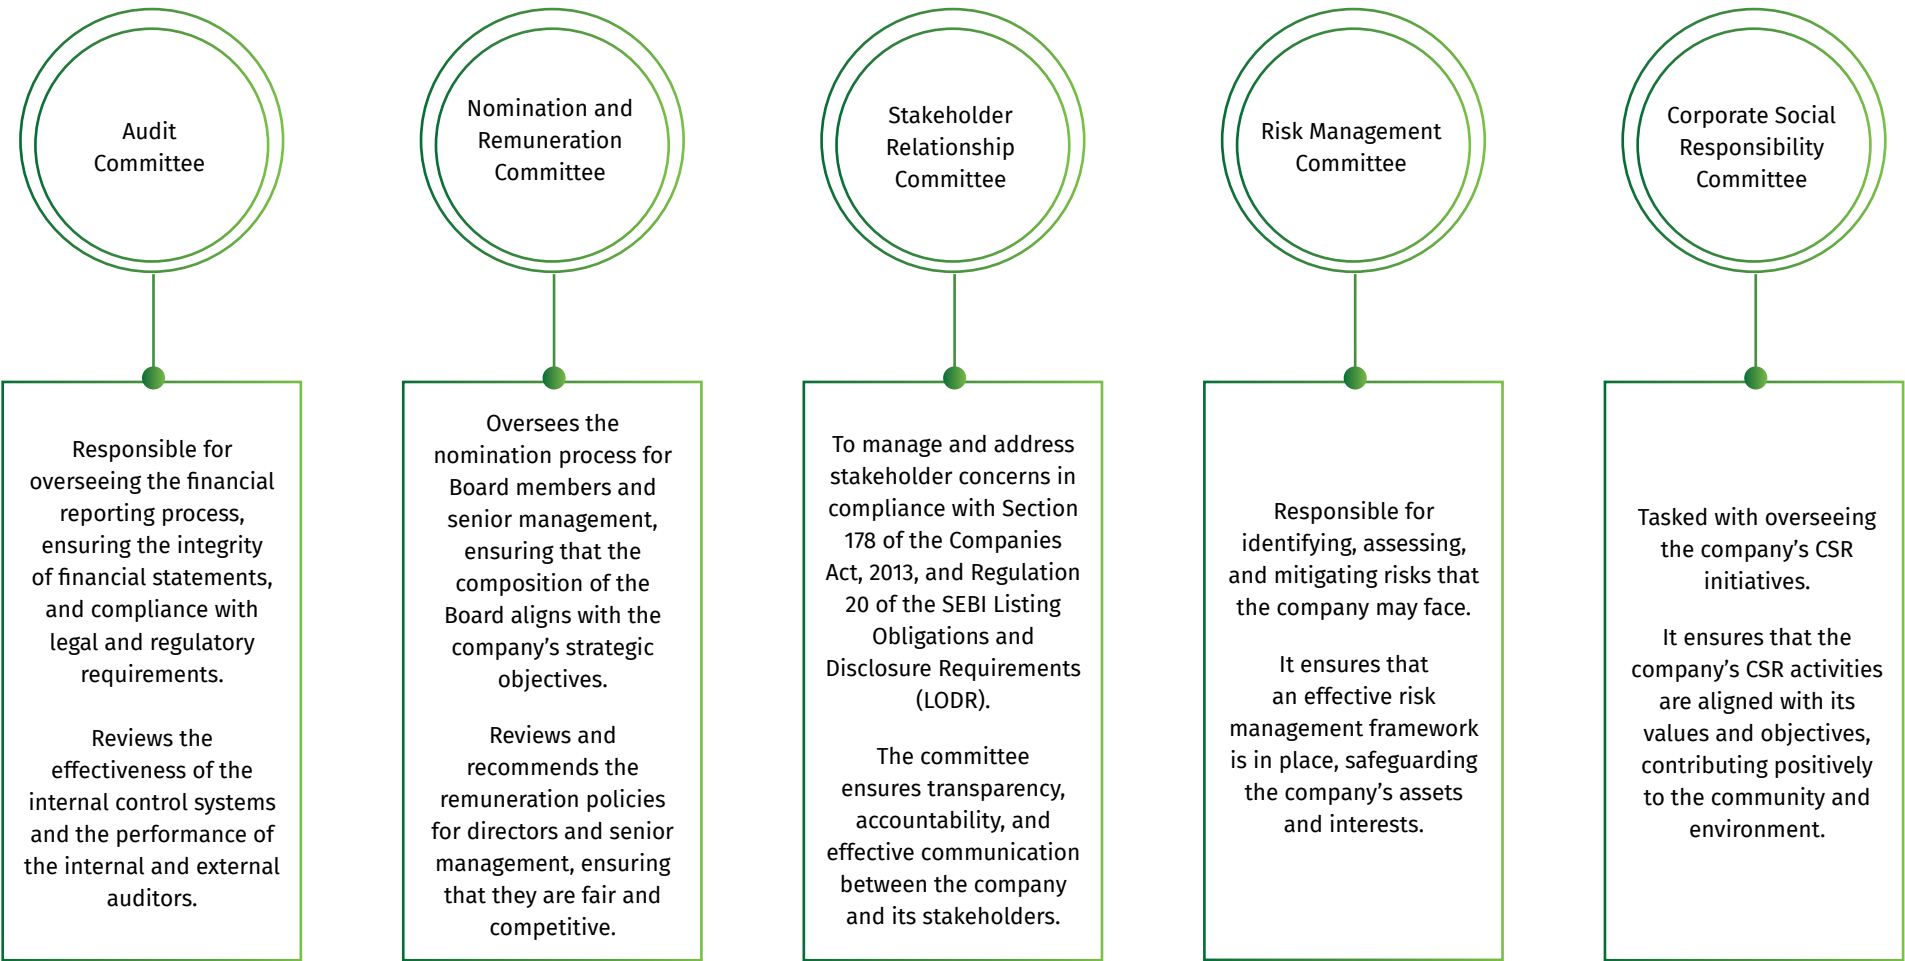 Audit
Committee
Responsible for
overseeing the financial
reporting process,
ensuring the integrity
of financial statements,
and compliance with
legal and regulatory
requirements.
Reviews the
effectiveness of the
internal control systems
and the performance of
the internal and external
auditors.
Nomination and
Remuneration
Committee
Oversees the
nomination process for
Board members and
senior management,
ensuring that the
composition of the
Board aligns with the
company’s strategic
objectives.
Reviews and
recommends the
remuneration policies
for directors and senior
management, ensuring
that they are fair and
competitive.
Stakeholder
Relationship
Committee
To manage and address
stakeholder concerns in
compliance with Section
178 of the Companies
Act, 2013, and Regulation
20 of the SEBI Listing
Obligations and
Disclosure Requirements
(LODR).
The committee
ensures transparency,
accountability, and
effective communication
between the company
and its stakeholders.
Risk Management
Committee
Responsible for
identifying, assessing,
and mitigating risks that
the company may face.
It ensures that
an effective risk
management framework
is in place, safeguarding
the company’s assets
and interests.
Corporate Social
Responsibility
Committee
Tasked with overseeing
the company’s CSR
initiatives.
It ensures that the
company’s CSR activities
are aligned with its
values and objectives,
contributing positively
to the community and
environment.